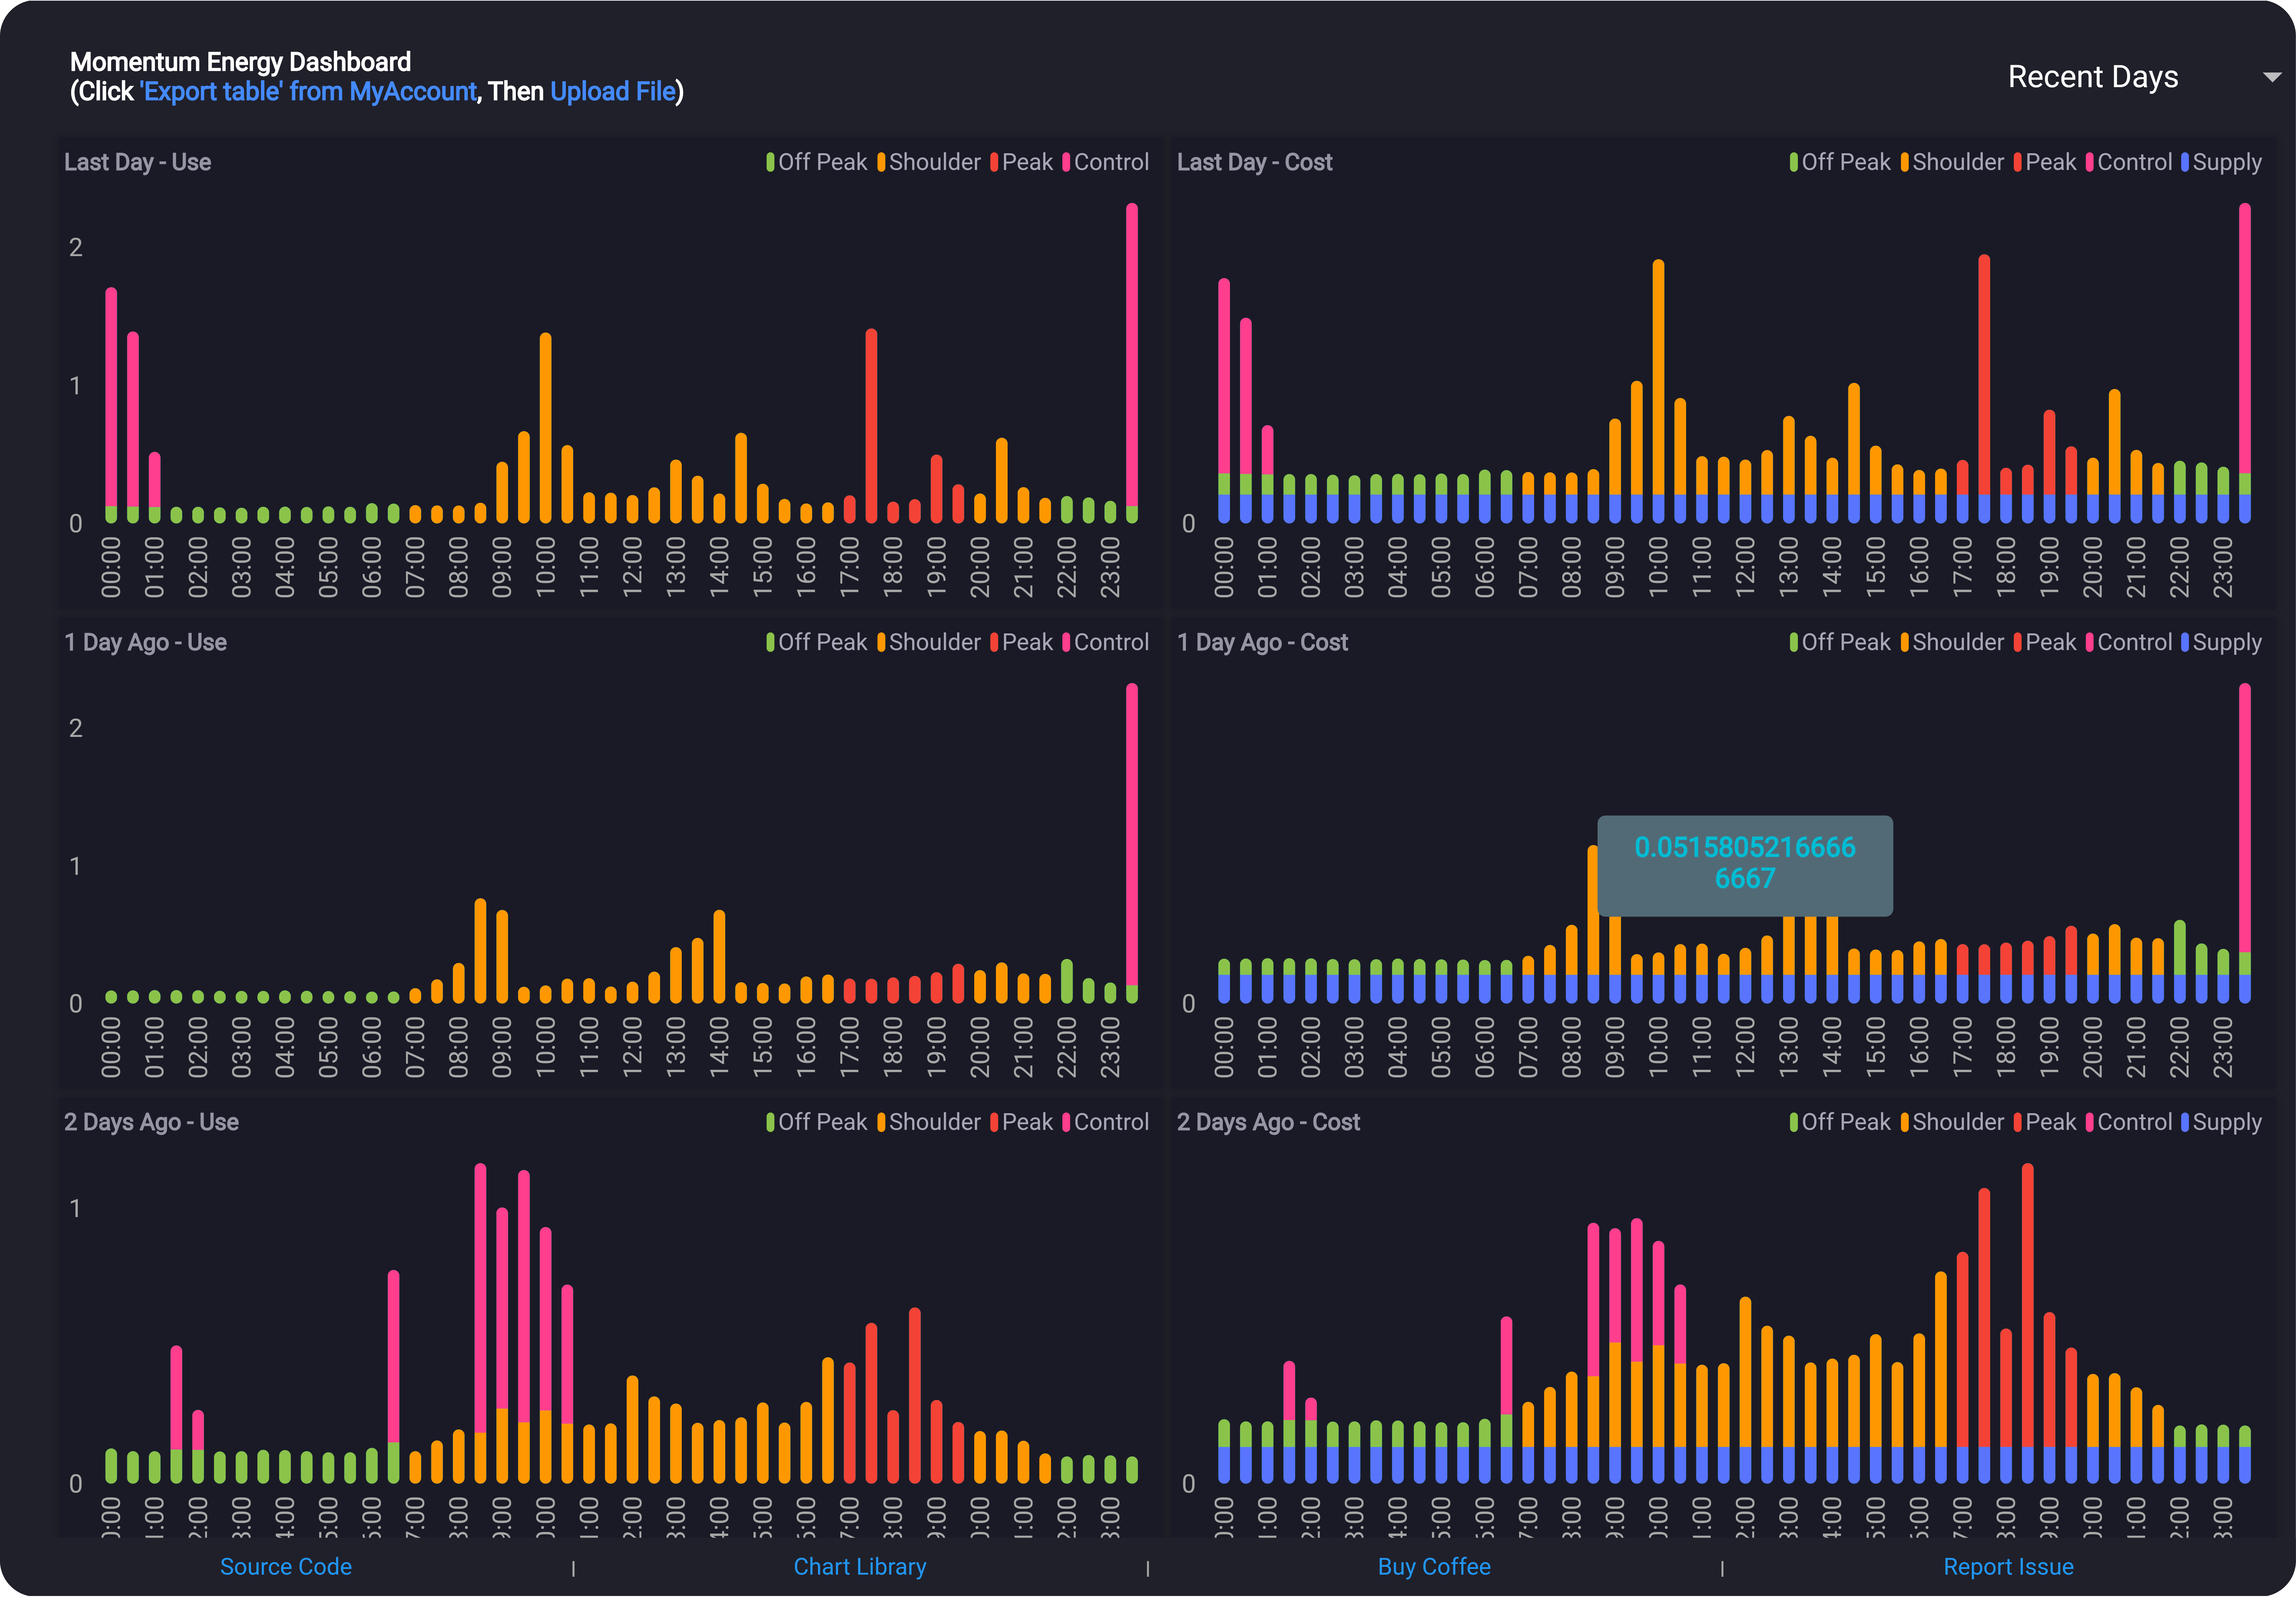 Momentum Energy Dashboard
(Click 'Export table' from MyAccount, Then Upload File)
Recent Days
Last Day - Use
Off Peak Shoulder Peak Control
2
1
0
00:00 01:00 02:00 03:00 04:00 05:00 06:00 07:00 08:00 09:00 10:00 11:00 12:00 13:00 14:00 15:00 16:00 17:00 18:00 19:00 20:00 21:00 22:00 23:00
Last Day - Cost
Off Peak Shoulder Peak Control Supply
0
00:00 01:00 02:00 03:00 04:00 05:00 06:00 07:00 08:00 09:00 10:00 11:00 12:00 13:00 14:00 15:00 16:00 17:00 18:00 19:00 20:00 21:00 22:00 23:00
1 Day Ago - Use
Off Peak Shoulder Peak Control
2
1
0
00:00 01:00 02:00 03:00 04:00 05:00 06:00 07:00 08:00 09:00 10:00 11:00 12:00 13:00 14:00 15:00 16:00 17:00 18:00 19:00 20:00 21:00 22:00 23:00
1 Day Ago - Cost
Off Peak Shoulder Peak Control Supply
0.0515805216666
6667
0
00:00 01:00 02:00 03:00 04:00 05:00 06:00 07:00 08:00 09:00 10:00 11:00 12:00 13:00 14:00 15:00 16:00 17:00 18:00 19:00 20:00 21:00 22:00 23:00
2 Days Ago - Use
Off Peak Shoulder Peak Control
1
0
2 Days Ago - Cost
Off Peak Shoulder Peak Control Supply
0
Source Code | Chart Library | Buy Coffee | Report Issue